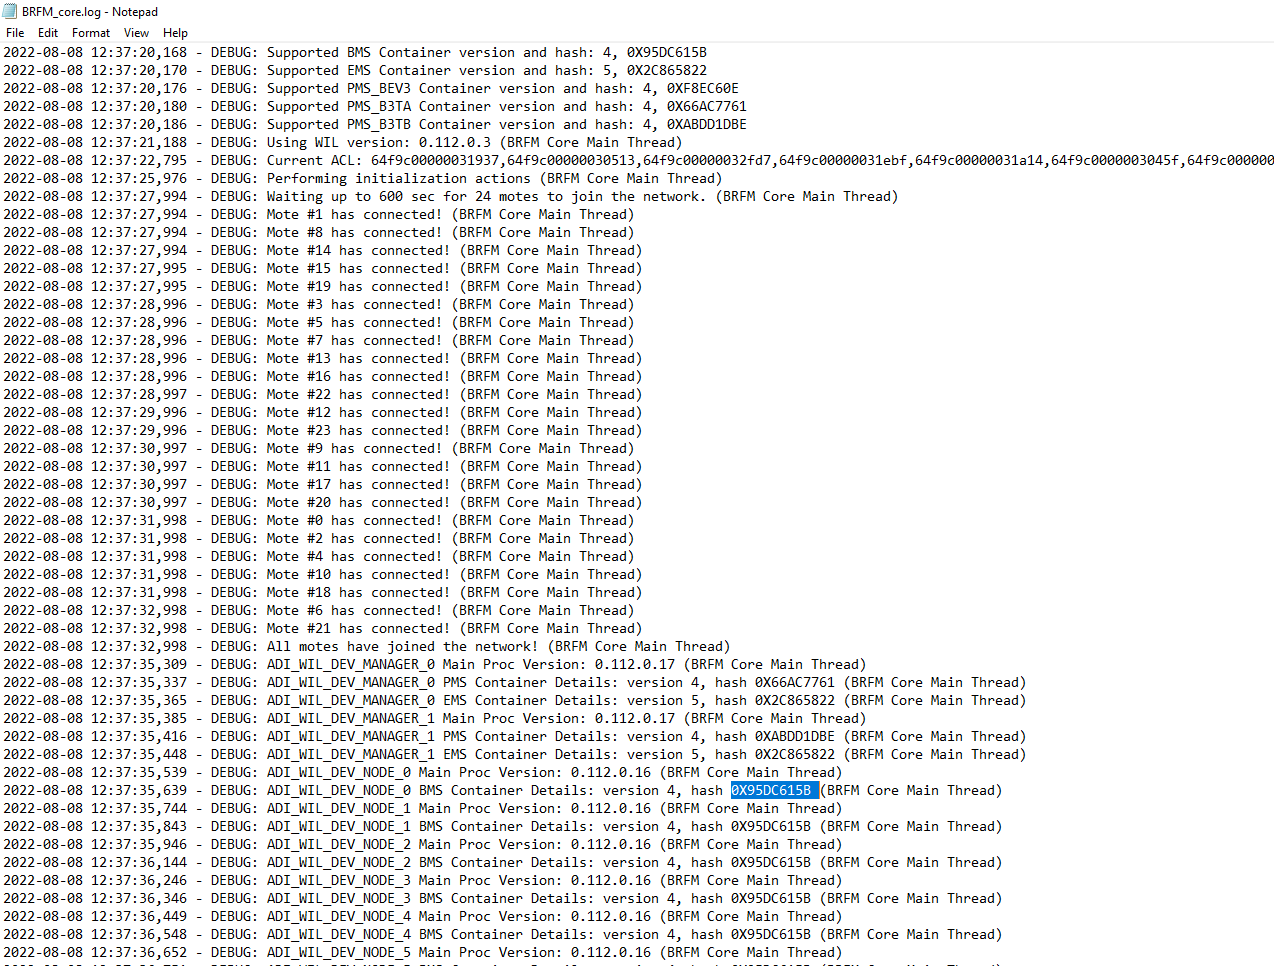 BRFM_core.log - Notepad
File Edit Format View Help
2022-08-08 12:37:20,168 - DEBUG: Supported BMS Container version and hash: 4, 0X95DC615B
2022-08-08 12:37:20,170 - DEBUG: Supported EMS Container version and hash: 5, 0X2C865822
2022-08-08 12:37:20,176 - DEBUG: Supported PMS_BEV3 Container version and hash: 4, 0XF8EC60E
2022-08-08 12:37:20,180 - DEBUG: Supported PMS_B3TA Container version and hash: 4, 0X66AC7761
2022-08-08 12:37:20,186 - DEBUG: Supported PMS_B3TB Container version and hash: 4, 0XABDD1DBE
2022-08-08 12:37:21,188 - DEBUG: Using WIL version: 0.112.0.3 (BRFM Core Main Thread)
2022-08-08 12:37:22,795 - DEBUG: Current ACL: 64f9c00000031937,64f9c00000030513,64f9c00000032fd7,64f9c00000031ebf,64f9c00000031a14,64f9c0000003045f,64f9c000000
2022-08-08 12:37:25,976 - DEBUG: Performing initialization actions (BRFM Core Main Thread)
2022-08-08 12:37:27,994 - DEBUG: Waiting up to 600 sec for 24 motes to join the network. (BRFM Core Main Thread)
2022-08-08 12:37:27,994 - DEBUG: Mote #1 has connected! (BRFM Core Main Thread)
2022-08-08 12:37:27,994 - DEBUG: Mote #8 has connected! (BRFM Core Main Thread)
2022-08-08 12:37:27,994 - DEBUG: Mote #14 has connected! (BRFM Core Main Thread)
2022-08-08 12:37:27,995 - DEBUG: Mote #15 has connected! (BRFM Core Main Thread)
2022-08-08 12:37:27,995 - DEBUG: Mote #19 has connected! (BRFM Core Main Thread)
2022-08-08 12:37:28,996 - DEBUG: Mote #3 has connected! (BRFM Core Main Thread)
2022-08-08 12:37:28,996 - DEBUG: Mote #5 has connected! (BRFM Core Main Thread)
2022-08-08 12:37:28,996 - DEBUG: Mote #7 has connected! (BRFM Core Main Thread)
2022-08-08 12:37:28,996 - DEBUG: Mote #13 has connected! (BRFM Core Main Thread)
2022-08-08 12:37:28,996 - DEBUG: Mote #16 has connected! (BRFM Core Main Thread)
2022-08-08 12:37:28,997 - DEBUG: Mote #22 has connected! (BRFM Core Main Thread)
2022-08-08 12:37:29,996 - DEBUG: Mote #12 has connected! (BRFM Core Main Thread)
2022-08-08 12:37:29,996 - DEBUG: Mote #23 has connected! (BRFM Core Main Thread)
2022-08-08 12:37:30,997 - DEBUG: Mote #9 has connected! (BRFM Core Main Thread)
2022-08-08 12:37:30,997 - DEBUG: Mote #11 has connected! (BRFM Core Main Thread)
2022-08-08 12:37:30,997 - DEBUG: Mote #17 has connected! (BRFM Core Main Thread)
2022-08-08 12:37:30,997 - DEBUG: Mote #20 has connected! (BRFM Core Main Thread)
2022-08-08 12:37:31,998 - DEBUG: Mote #0 has connected! (BRFM Core Main Thread)
2022-08-08 12:37:31,998 - DEBUG: Mote #2 has connected! (BRFM Core Main Thread)
2022-08-08 12:37:31,998 - DEBUG: Mote #4 has connected! (BRFM Core Main Thread)
2022-08-08 12:37:31,998 - DEBUG: Mote #10 has connected! (BRFM Core Main Thread)
2022-08-08 12:37:31,998 - DEBUG: Mote #18 has connected! (BRFM Core Main Thread)
2022-08-08 12:37:32,998 - DEBUG: Mote #6 has connected! (BRFM Core Main Thread)
2022-08-08 12:37:32,998 - DEBUG: Mote #21 has connected! (BRFM Core Main Thread)
2022-08-08 12:37:32,998 - DEBUG: All motes have joined the network! (BRFM Core Main Thread)
2022-08-08 12:37:35,309 - DEBUG: ADI_WIL_DEV_MANAGER_0 Main Proc Version: 0.112.0.17 (BRFM Core Main Thread)
2022-08-08 12:37:35,337 - DEBUG: ADI_WIL_DEV_MANAGER_0 PMS Container Details: version 4, hash 0X66AC7761 (BRFM Core Main Thread)
2022-08-08 12:37:35,365 - DEBUG: ADI_WIL_DEV_MANAGER_0 EMS Container Details: version 5, hash 0X2C865822 (BRFM Core Main Thread)
2022-08-08 12:37:35,385 - DEBUG: ADI_WIL_DEV_MANAGER_1 Main Proc Version: 0.112.0.17 (BRFM Core Main Thread)
2022-08-08 12:37:35,416 - DEBUG: ADI_WIL_DEV_MANAGER_1 PMS Container Details: version 4, hash 0XABDD1DBE (BRFM Core Main Thread)
2022-08-08 12:37:35,448 - DEBUG: ADI_WIL_DEV_MANAGER_1 EMS Container Details: version 5, hash 0X2C865822 (BRFM Core Main Thread)
2022-08-08 12:37:35,539 - DEBUG: ADI_WIL_DEV_NODE_0 Main Proc Version: 0.112.0.16 (BRFM Core Main Thread)
2022-08-08 12:37:35,639 - DEBUG: ADI_WIL_DEV_NODE_0 BMS Container Details: version 4, hash 0X95DC615B (BRFM Core Main Thread)
2022-08-08 12:37:35,744 - DEBUG: ADI_WIL_DEV_NODE_1 Main Proc Version: 0.112.0.16 (BRFM Core Main Thread)
2022-08-08 12:37:35,843 - DEBUG: ADI_WIL_DEV_NODE_1 BMS Container Details: version 4, hash 0X95DC615B (BRFM Core Main Thread)
2022-08-08 12:37:35,946 - DEBUG: ADI_WIL_DEV_NODE_2 Main Proc Version: 0.112.0.16 (BRFM Core Main Thread)
2022-08-08 12:37:36,144 - DEBUG: ADI_WIL_DEV_NODE_2 BMS Container Details: version 4, hash 0X95DC615B (BRFM Core Main Thread)
2022-08-08 12:37:36,246 - DEBUG: ADI_WIL_DEV_NODE_3 Main Proc Version: 0.112.0.16 (BRFM Core Main Thread)
2022-08-08 12:37:36,346 - DEBUG: ADI_WIL_DEV_NODE_3 BMS Container Details: version 4, hash 0X95DC615B (BRFM Core Main Thread)
2022-08-08 12:37:36,449 - DEBUG: ADI_WIL_DEV_NODE_4 Main Proc Version: 0.112.0.16 (BRFM Core Main Thread)
2022-08-08 12:37:36,548 - DEBUG: ADI_WIL_DEV_NODE_4 BMS Container Details: version 4, hash 0X95DC615B (BRFM Core Main Thread)
2022-08-08 12:37:36,652 - DEBUG: ADI_WIL_DEV_NODE_5 Main Proc Version: 0.112.0.16 (BRFM Core Main Thread)